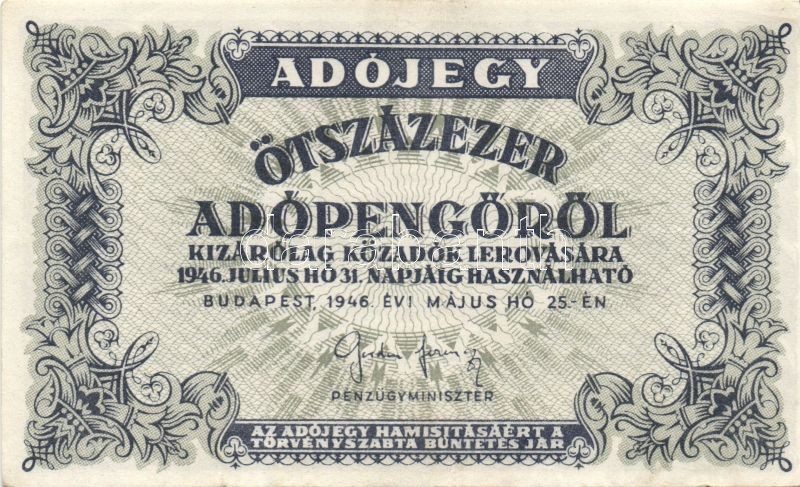 ADÓJEGY
ÖTSZÁZEZER
ADÓPENGŐRŐL
KIZÁRÓLAG KÖZADÓK LEROVÁSÁRA
1946. JULIUS HÓ 31. NAPJÁIG HASZNÁLHATÓ
BUDAPEST, 1946. ÉVI MÁJUS HÓ 25.-ÉN
PÉNZÜGYMINISZTER
AZ ADÓJEGY HAMISITÁSÁÉRT A
TÖRVÉNYSZABTA BÜNTETÉS JÁR